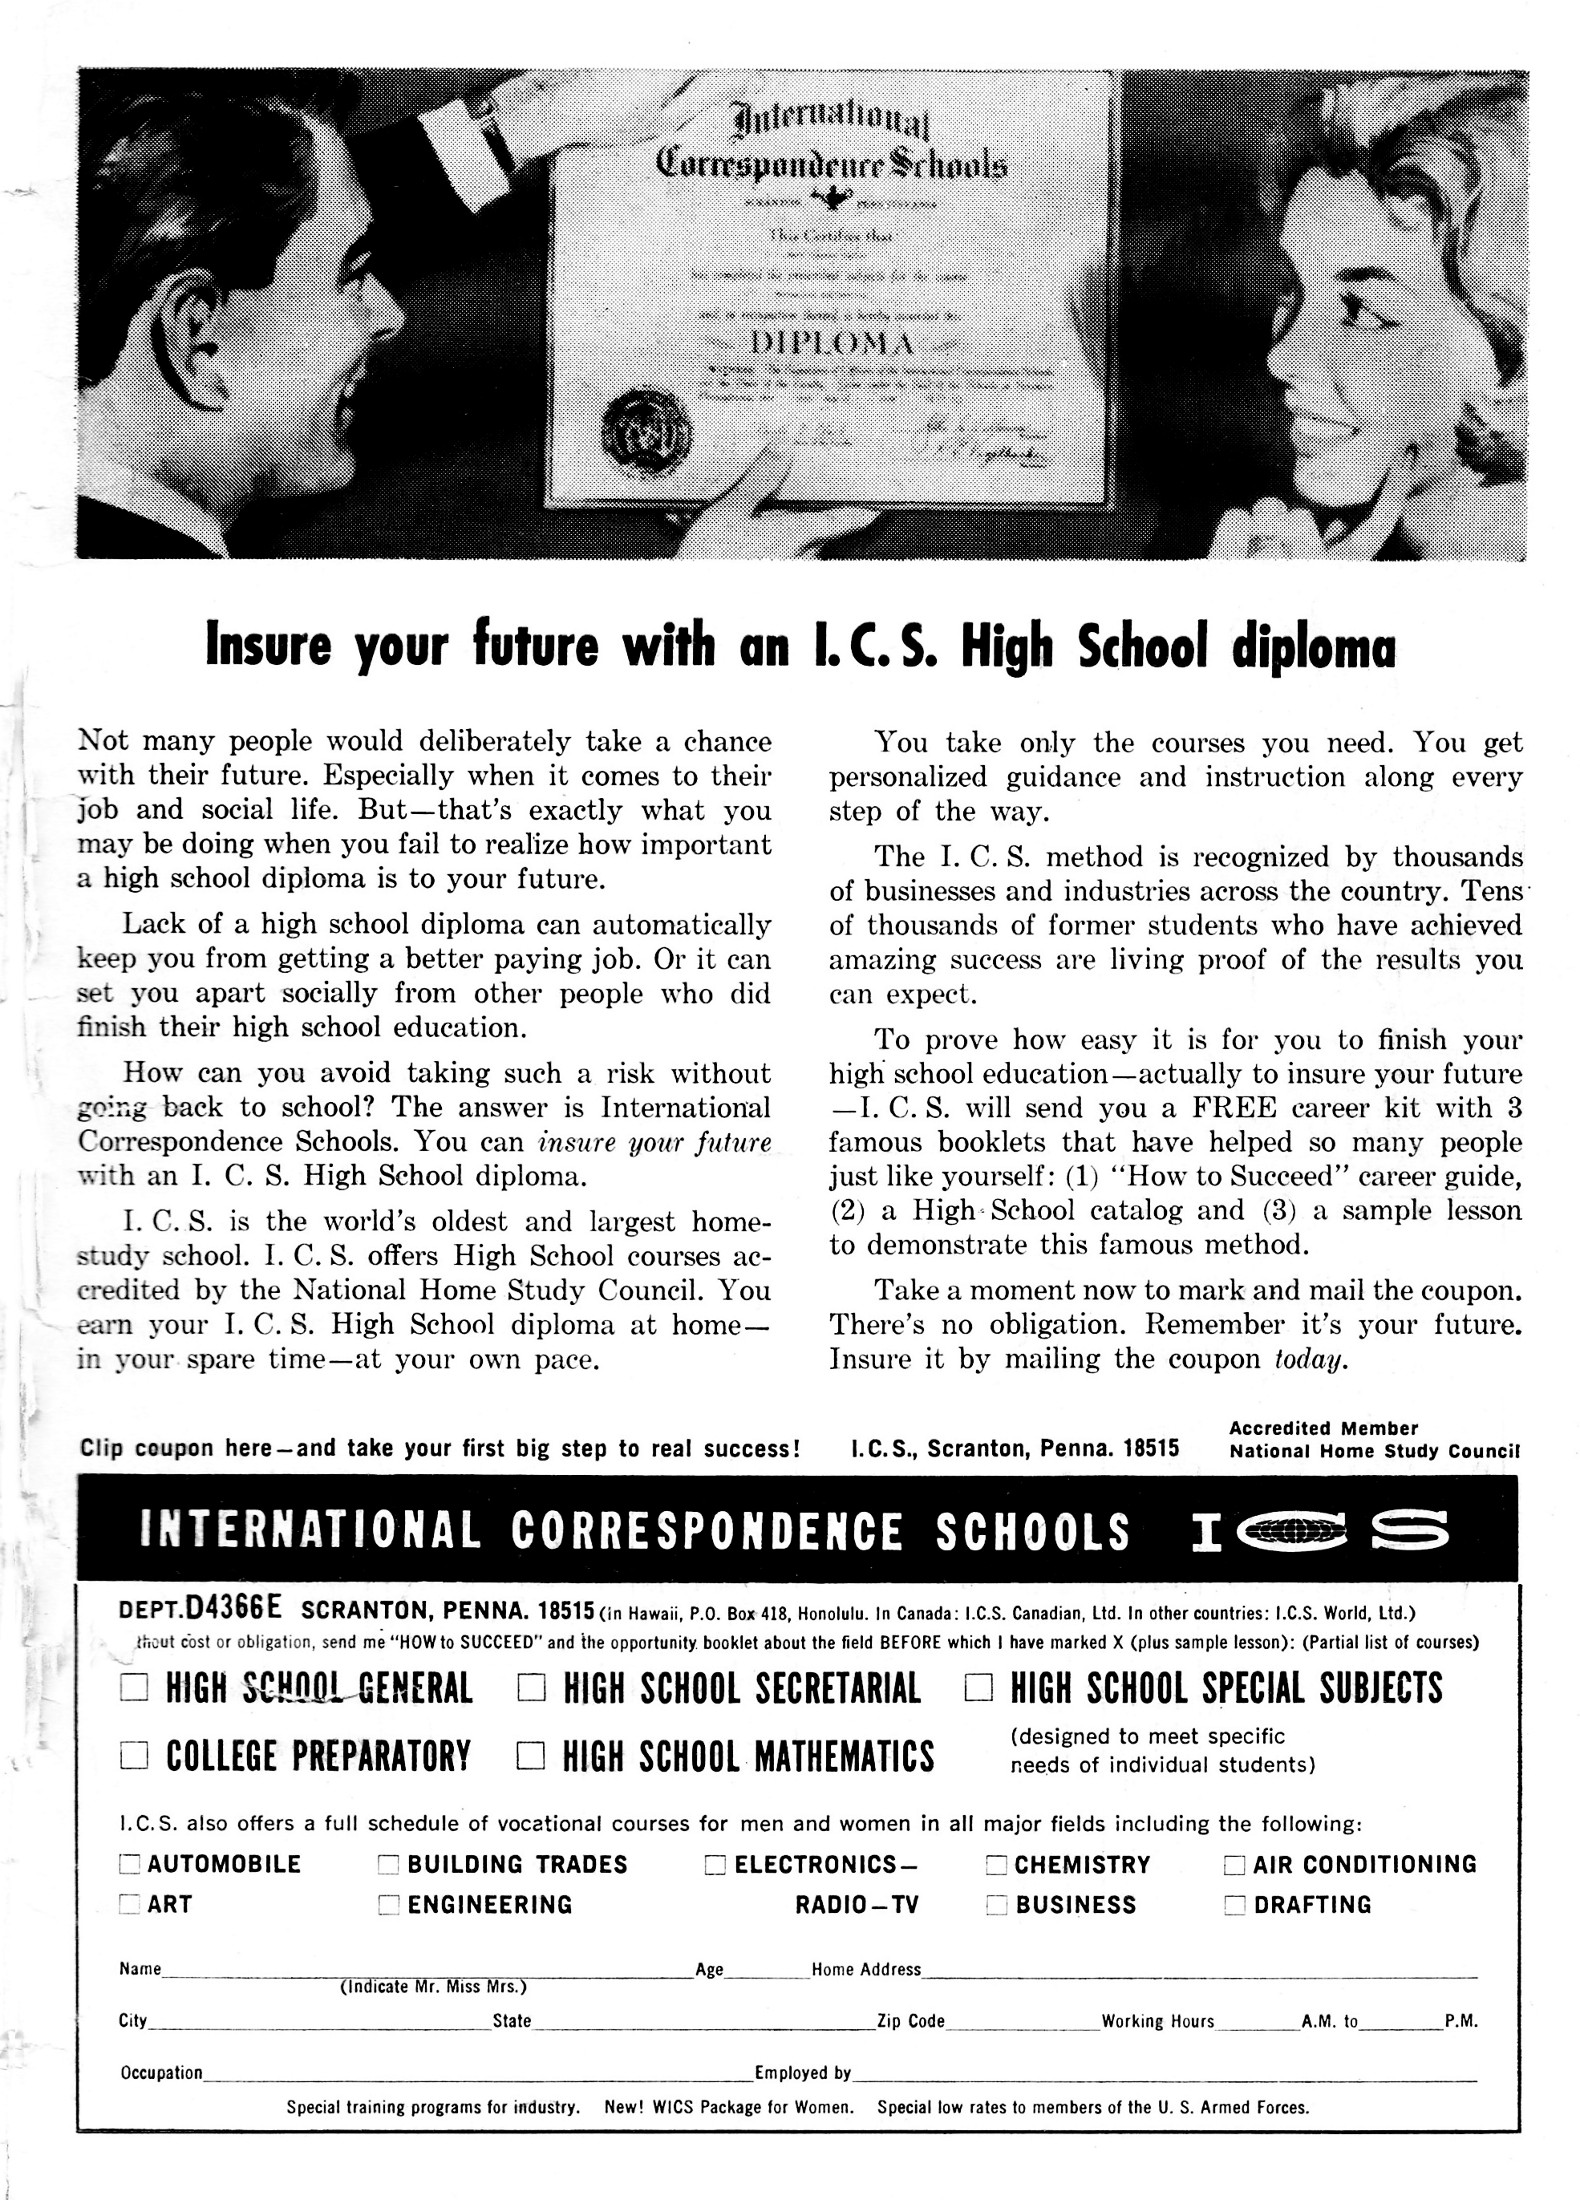 International
Correspondence Schools
SCRANTON PENNSYLVANIA
This Certifies that
has completed the prescribed subjects for the course
and in recognition thereof is hereby awarded this
DIPLOMA
Insure your future with an I.C.S. High School diploma
Not many people would deliberately take a chance
with their future. Especially when it comes to their
job and social life. But—that's exactly what you
may be doing when you fail to realize how important
a high school diploma is to your future.
Lack of a high school diploma can automatically
keep you from getting a better paying job. Or it can
set you apart socially from other people who did
finish their high school education.
How can you avoid taking such a risk without
going back to school? The answer is International
Correspondence Schools. You can insure your future
with an I. C. S. High School diploma.
I. C. S. is the world's oldest and largest home-
study school. I. C. S. offers High School courses ac-
credited by the National Home Study Council. You
earn your I. C. S. High School diploma at home—
in your spare time—at your own pace.
You take only the courses you need. You get
personalized guidance and instruction along every
step of the way.
The I. C. S. method is recognized by thousands
of businesses and industries across the country. Tens
of thousands of former students who have achieved
amazing success are living proof of the results you
can expect.
To prove how easy it is for you to finish your
high school education—actually to insure your future
—I. C. S. will send you a FREE career kit with 3
famous booklets that have helped so many people
just like yourself: (1) "How to Succeed" career guide,
(2) a High School catalog and (3) a sample lesson
to demonstrate this famous method.
Take a moment now to mark and mail the coupon.
There's no obligation. Remember it's your future.
Insure it by mailing the coupon today.
Clip coupon here—and take your first big step to real success! I.C.S., Scranton, Penna. 18515
Accredited Member
National Home Study Council
INTERNATIONAL CORRESPONDENCE SCHOOLS ICS
DEPT. D4366E SCRANTON, PENNA. 18515 (In Hawaii, P.O. Box 418, Honolulu. In Canada: I.C.S. Canadian, Ltd. In other countries: I.C.S. World, Ltd.)
thout cost or obligation, send me "HOW to SUCCEED" and the opportunity booklet about the field BEFORE which I have marked X (plus sample lesson): (Partial list of courses)
HIGH SCHOOL GENERAL HIGH SCHOOL SECRETARIAL HIGH SCHOOL SPECIAL SUBJECTS
COLLEGE PREPARATORY HIGH SCHOOL MATHEMATICS
(designed to meet specific
needs of individual students)
I.C.S. also offers a full schedule of vocational courses for men and women in all major fields including the following:
AUTOMOBILE BUILDING TRADES ELECTRONICS— CHEMISTRY AIR CONDITIONING
ART ENGINEERING RADIO—TV BUSINESS DRAFTING
Name Age Home Address
(Indicate Mr. Miss Mrs.)
City State Zip Code Working Hours A.M. to P.M.
Occupation Employed by
Special training programs for industry. New! WICS Package for Women. Special low rates to members of the U. S. Armed Forces.